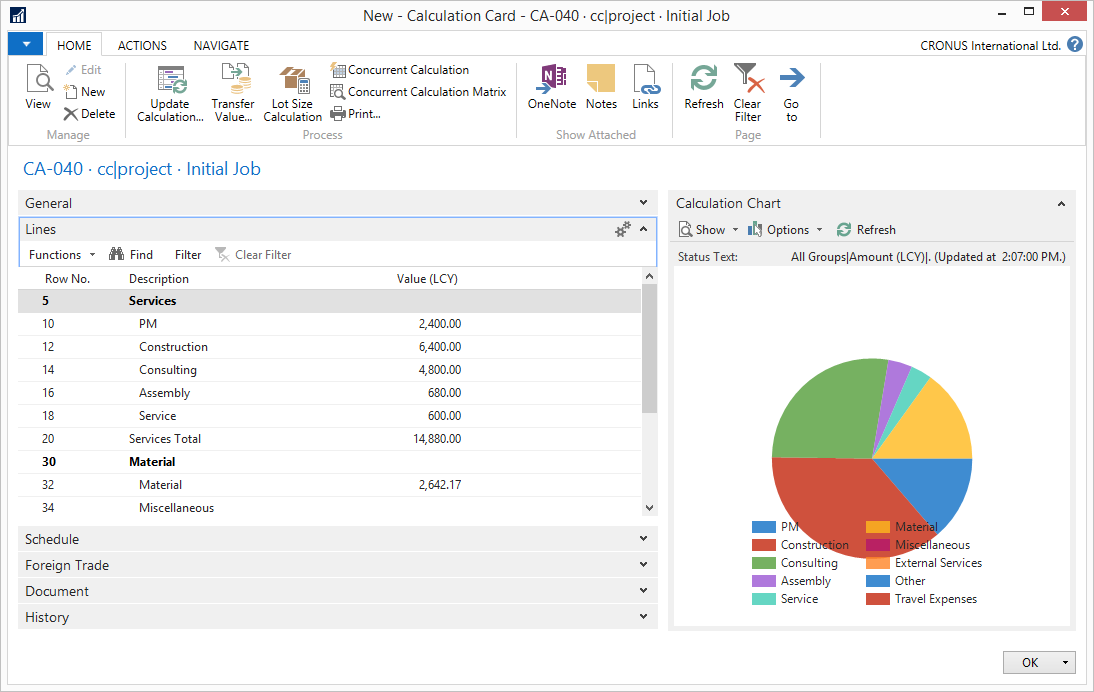 New - Calculation Card - CA-040 · cc|project · Initial Job
HOME ACTIONS NAVIGATE
CRONUS International Ltd. ?
View
Edit
New
Delete
Manage
Update Calculation...
Transfer Value...
Lot Size Calculation
Concurrent Calculation
Concurrent Calculation Matrix
Print...
Process
OneNote
Notes
Links
Show Attached
Refresh
Clear Filter
Go to
Page
CA-040 · cc|project · Initial Job
General
Lines
Functions Find Filter Clear Filter
Row No. Description Value (LCY)
5 Services
10 PM 2,400.00
12 Construction 6,400.00
14 Consulting 4,800.00
16 Assembly 680.00
18 Service 600.00
20 Services Total 14,880.00
30 Material
32 Material 2,642.17
34 Miscellaneous
Schedule
Foreign Trade
Document
History
Calculation Chart
Show Options Refresh
Status Text: All Groups|Amount (LCY)|. (Updated at 2:07:00 PM.)
PM Material
Construction Miscellaneous
Consulting External Services
Assembly Other
Service Travel Expenses
OK